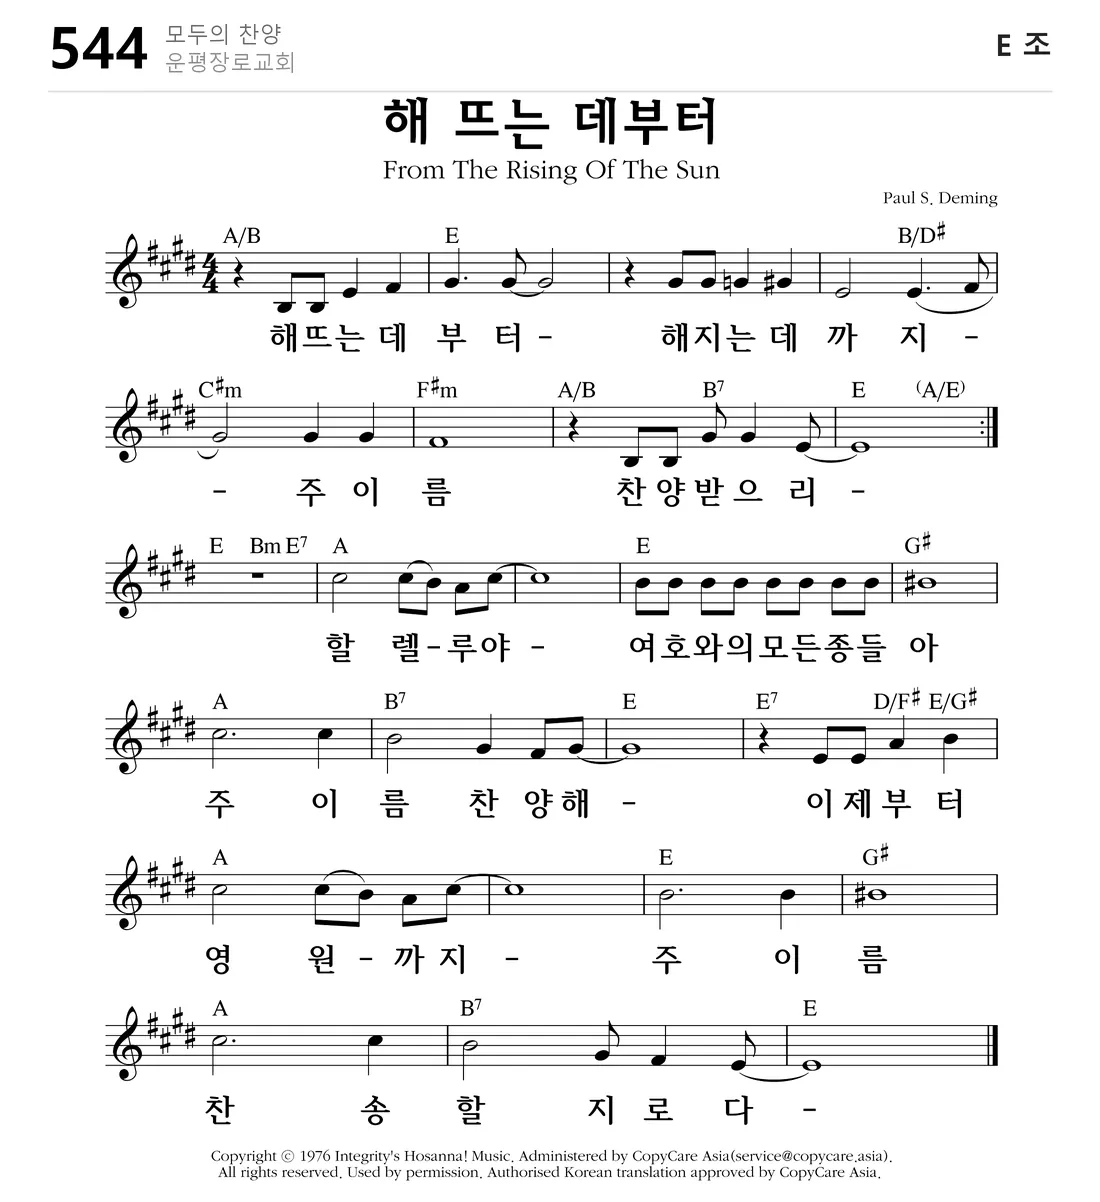 544 모두의 찬양
운평장로교회
E 조
해 뜨는 데부터
From The Rising Of The Sun
Paul S. Deming
A/B E B/D♯
해뜨는 데 부 터 - 해지는 데 까 지 -
C♯m F♯m A/B B7 E (A/E)
- 주 이 름 찬 양 받 으 리 -
E Bm E7 A E G♯
할 렐 - 루 야 - 여호와의모든종들 아
A B7 E E7 D/F♯ E/G♯
주 이 름 찬 양 해 - 이 제 부 터
A E G♯
영 원 - 까 지 - 주 이 름
A B7 E
찬 송 할 지 로 다 -
Copyright ⓒ 1976 Integrity's Hosanna! Music. Administered by CopyCare Asia(service@copycare.asia).
All rights reserved. Used by permission. Authorised Korean translation approved by CopyCare Asia.